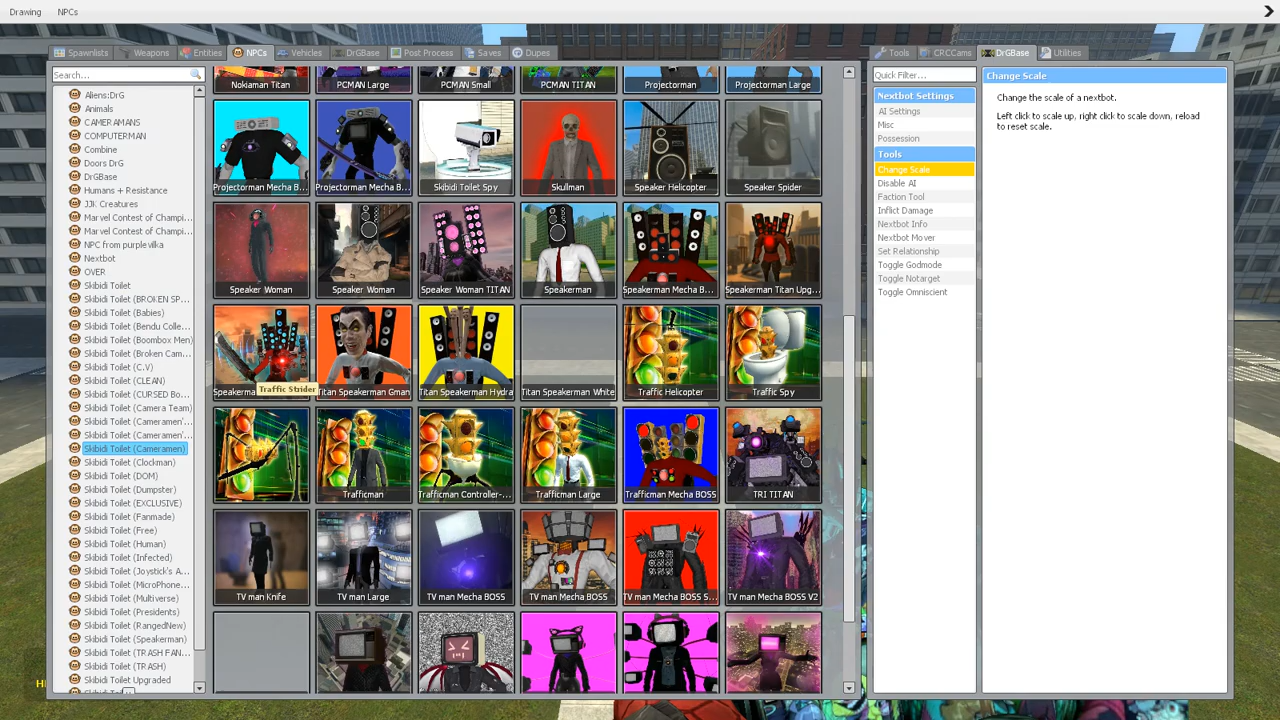 Drawing NPCs
Spawnlists Weapons Entities NPCs Vehicles DrGBase Post Process Saves Dupes
Search...
Aliens:DrG
Animals
CAMERAMANS
COMPUTERMAN
Combine
Doors DrG
DrGBase
Humans + Resistance
JJK Creatures
Marvel Contest of Champi...
Marvel Contest of Champi...
NPC from purplevilka
Nextbot
OVER
Skibidi Toilet
Skibidi Toilet (BROKEN SP...
Skibidi Toilet (Babies)
Skibidi Toilet (Bendu Colle...
Skibidi Toilet (Boombox Men)
Skibidi Toilet (Broken Cam...
Skibidi Toilet (C.V)
Skibidi Toilet (CLEAN)
Skibidi Toilet (CURSED Bo...
Skibidi Toilet (Camera Team)
Skibidi Toilet (Cameramen'...
Skibidi Toilet (Cameramen'...
Skibidi Toilet (Cameramen)
Skibidi Toilet (Clockman)
Skibidi Toilet (DOM)
Skibidi Toilet (Dumpster)
Skibidi Toilet (EXCLUSIVE)
Skibidi Toilet (Fanmade)
Skibidi Toilet (Free)
Skibidi Toilet (Human)
Skibidi Toilet (Infected)
Skibidi Toilet (Joystick's A...
Skibidi Toilet (MicroPhone...
Skibidi Toilet (Multiverse)
Skibidi Toilet (Presidents)
Skibidi Toilet (RangedNew)
Skibidi Toilet (Speakerman)
Skibidi Toilet (TRASH FAN...
Skibidi Toilet (TRASH)
Skibidi Toilet Upgraded
Nokiaman Titan PCMAN Large PCMAN Small PCMAN TITAN Projectorman Projectorman Large
Projectorman Mecha B... Projectorman Mecha B... Skibidi Toilet Spy Skullman Speaker Helicopter Speaker Spider
Speaker Woman Speaker Woman Speaker Woman TITAN Speakerman Speakerman Mecha B... Speakerman Titan Upg...
Speakerma Titan Speakerman Gman Titan Speakerman Hydra Titan Speakerman White Traffic Helicopter Traffic Spy
Traffic Strider
Trafficman Trafficman Controller-... Trafficman Large Trafficman Mecha BOSS TRI TITAN
TV man Knife TV man Large TV man Mecha BOSS TV man Mecha BOSS TV man Mecha BOSS S... TV man Mecha BOSS V2
Tools CRCCams DrGBase Utilities
Quick Filter...
Nextbot Settings
AI Settings
Misc
Possession
Tools
Change Scale
Disable AI
Faction Tool
Inflict Damage
Nextbot Info
Nextbot Mover
Set Relationship
Toggle Godmode
Toggle Notarget
Toggle Omniscient
Change Scale
Change the scale of a nextbot.
Left click to scale up, right click to scale down, reload
to reset scale.